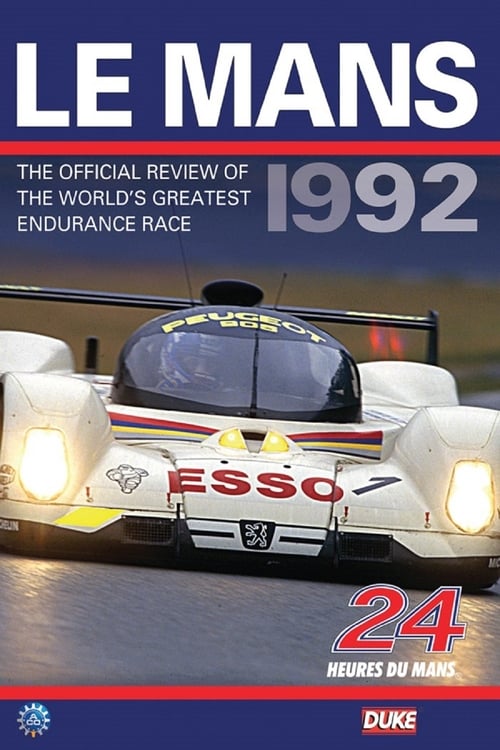 LE MANS
THE OFFICIAL REVIEW OF
THE WORLD'S GREATEST
ENDURANCE RACE
1992
PEUGEOT
905
ESSO
1
24
HEURES DU MANS
DUKE